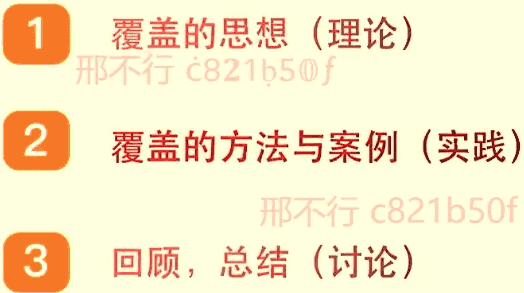 1 覆盖的思想（理论）
邢不行 ċ821ḅ5𝕆ƒ
2 覆盖的方法与案例（实践）
邢不行 c821b50f
3 回顾，总结（讨论）